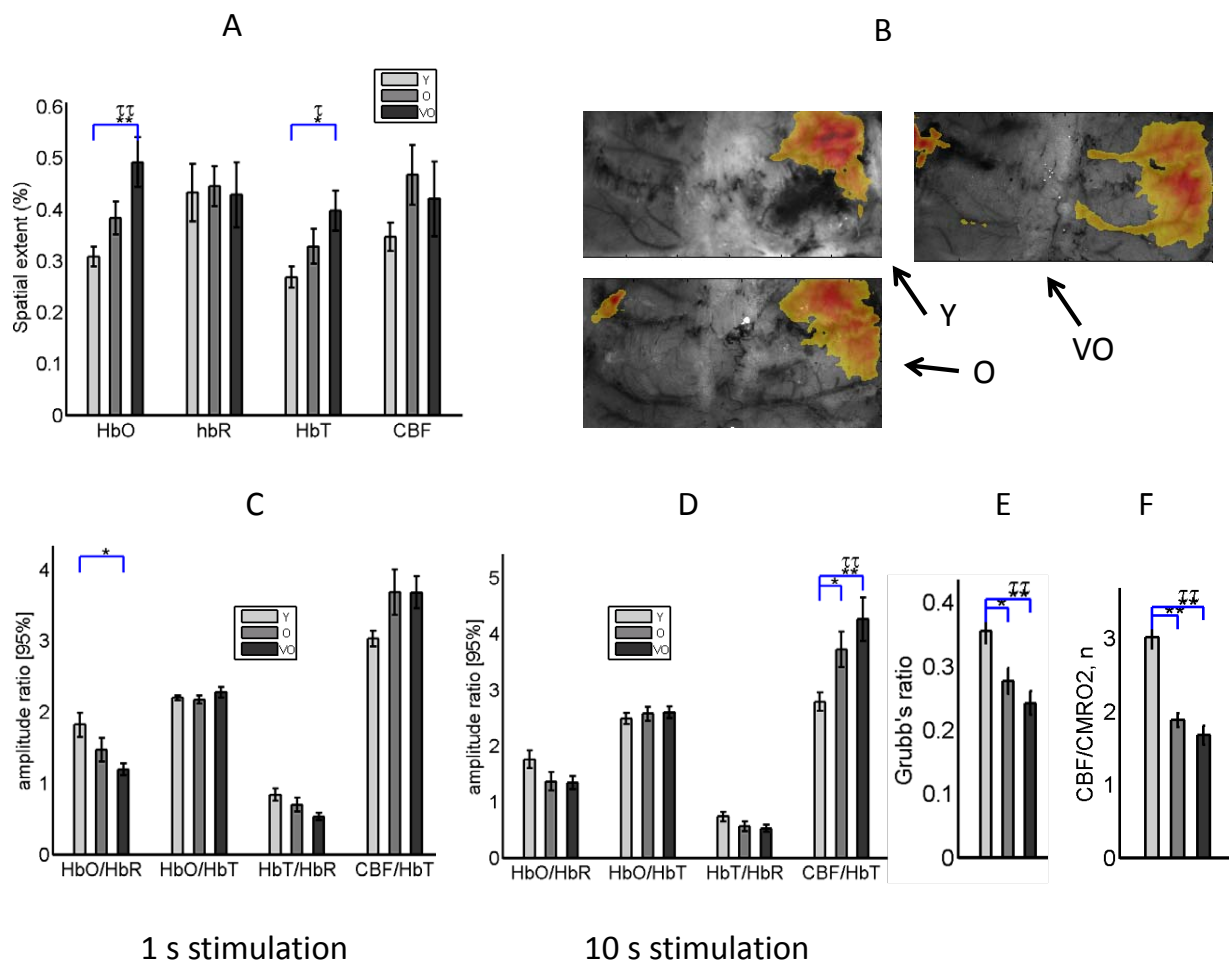 A
B
Y
O
VO
ττ
**
τ
*
0.6
0.5
0.4
0.3
0.2
0.1
0
Spatial extent (%)
HbO hbR HbT CBF
Y
O
VO
C
D
E
F
*
4
3
2
1
0
amplitude ratio [95%]
Y
O
VO
HbO/HbR HbO/HbT HbT/HbR CBF/HbT
1 s stimulation
ττ
**
*
5
4
3
2
1
0
amplitude ratio [95%]
Y
O
VO
HbO/HbR HbO/HbT HbT/HbR CBF/HbT
10 s stimulation
ττ
**
*
0.4
0.3
0.2
0.1
0
Grubb's ratio
ττ
**
**
3
2
1
0
CBF/CMRO2, n